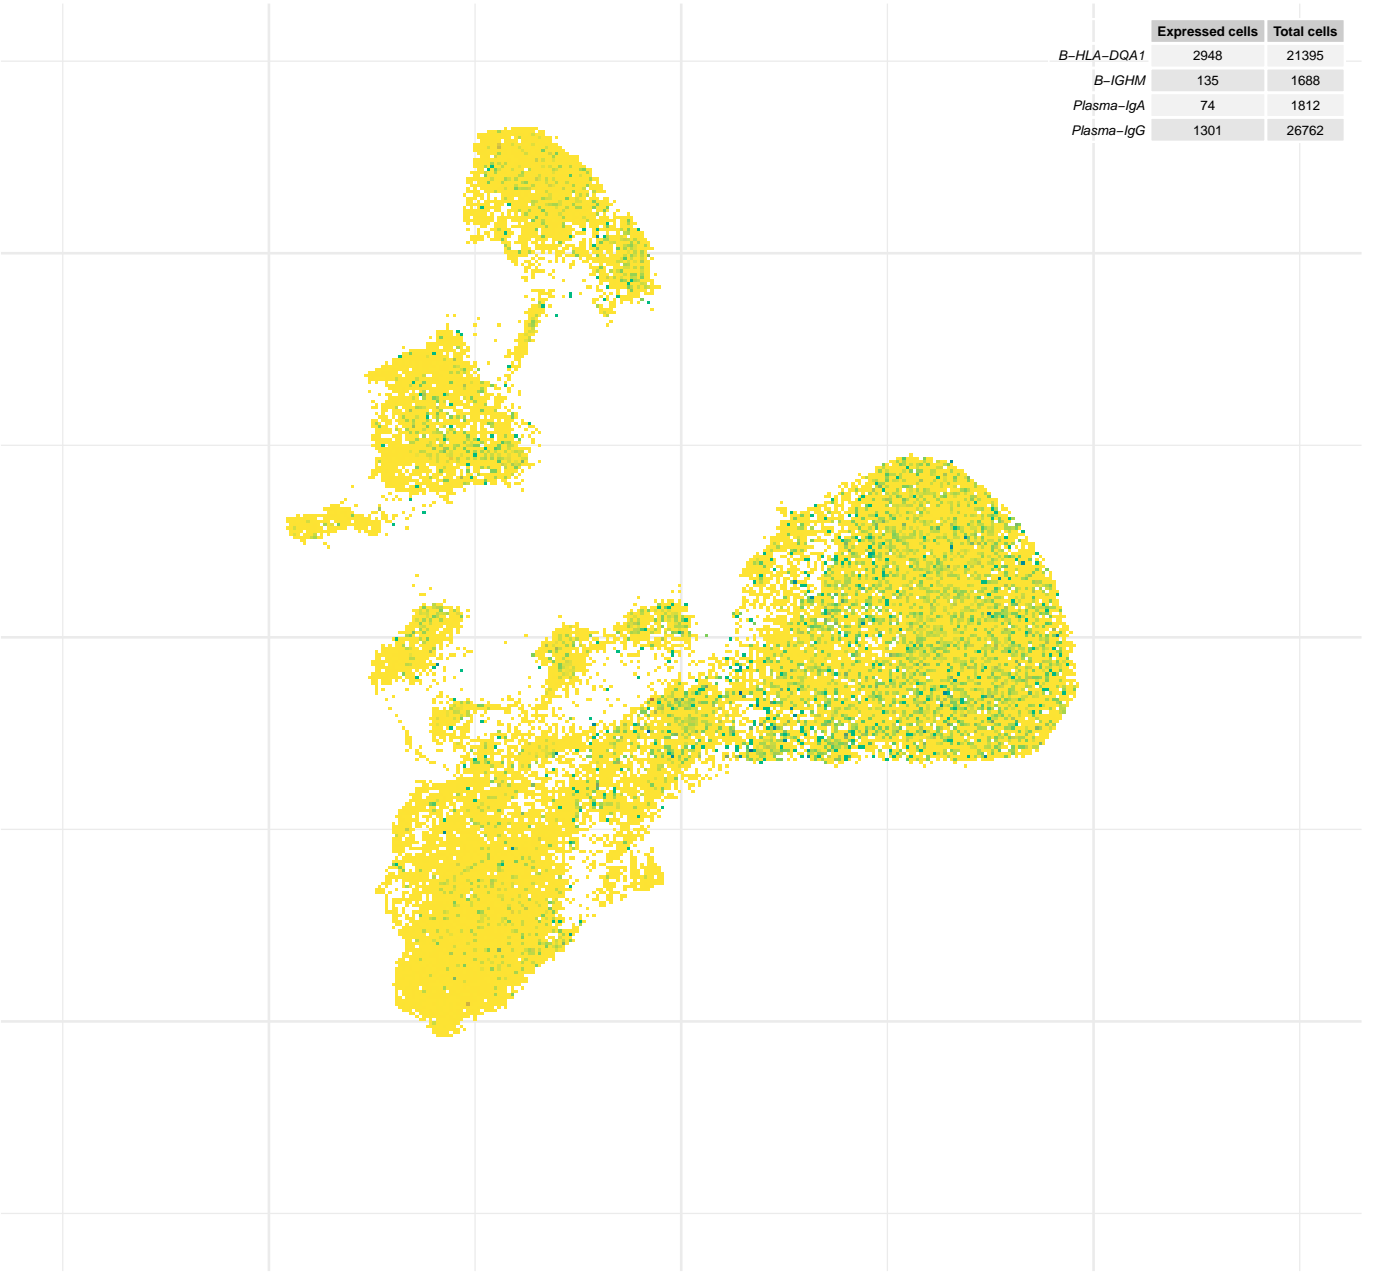 Expressed cells Total cells
B−HLA−DQA1 2948 21395
B−IGHM 135 1688
Plasma−IgA 74 1812
Plasma−IgG 1301 26762